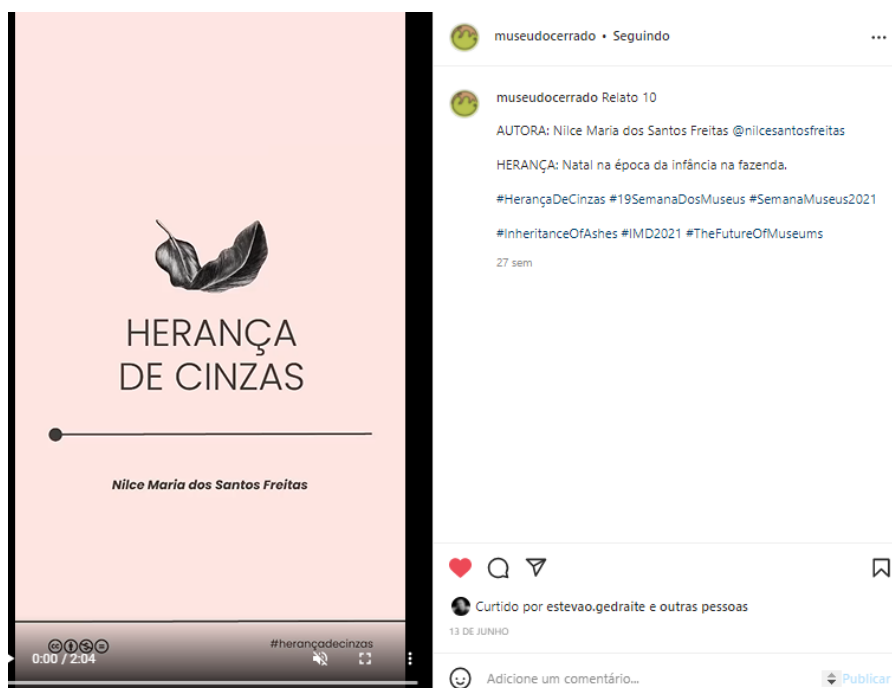 HERANÇA
DE CINZAS
Nilce Maria dos Santos Freitas
#herançadecinzas
0:00 / 2:04
museudocerrado • Seguindo
museudocerrado Relato 10
AUTORA: Nilce Maria dos Santos Freitas @nilcesantosfreitas
HERANÇA: Natal na época da infância na fazenda.
#HerançaDeCinzas #19SemanaDosMuseus #SemanaMuseus2021
#InheritanceOfAshes #IMD2021 #TheFutureOfMuseums
27 sem
Curtido por estevao.gedraite e outras pessoas
13 DE JUNHO
Adicione um comentário...
Publicar